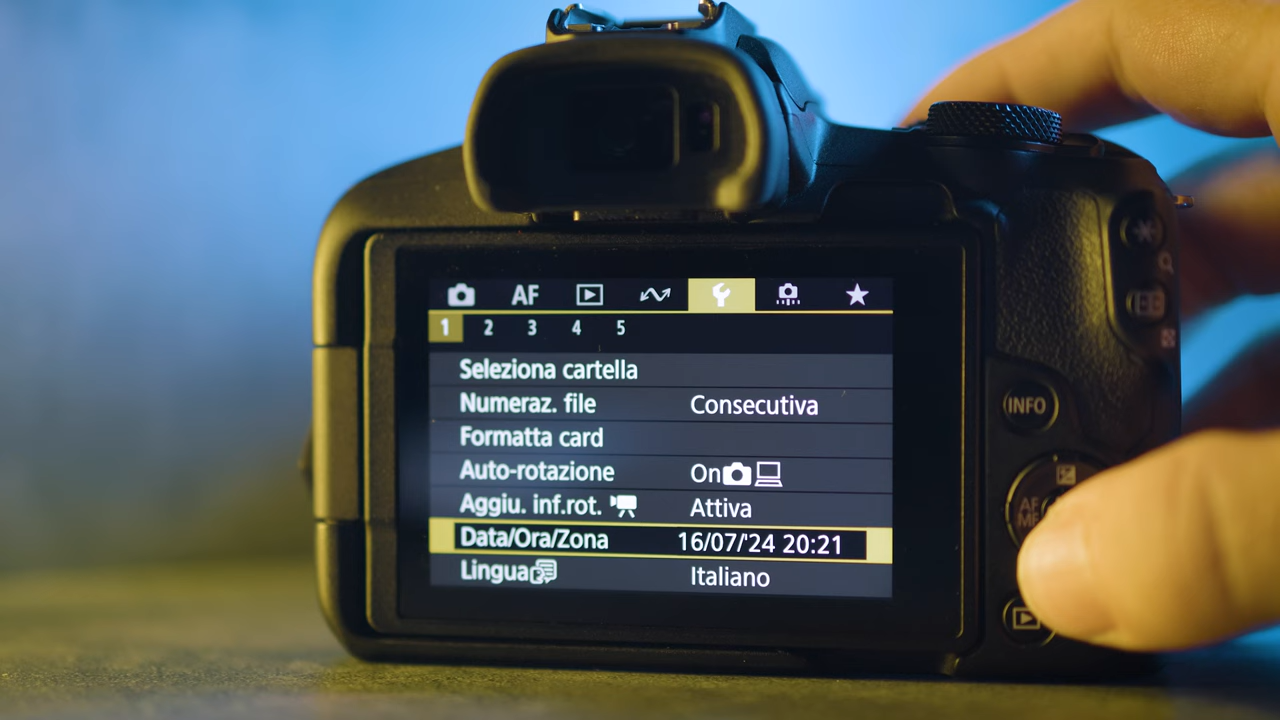 AF
1 2 3 4 5
Seleziona cartella
Numeraz. file Consecutiva
Formatta card
Auto-rotazione On
Aggiu. inf.rot. Attiva
Data/Ora/Zona 16/07/'24 20:21
Lingua Italiano
INFO
AF